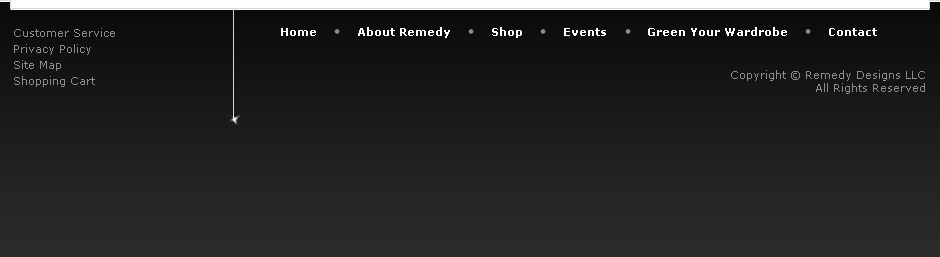 Customer Service
Privacy Policy
Site Map
Shopping Cart
Home • About Remedy • Shop • Events • Green Your Wardrobe • Contact
Copyright © Remedy Designs LLC
All Rights Reserved